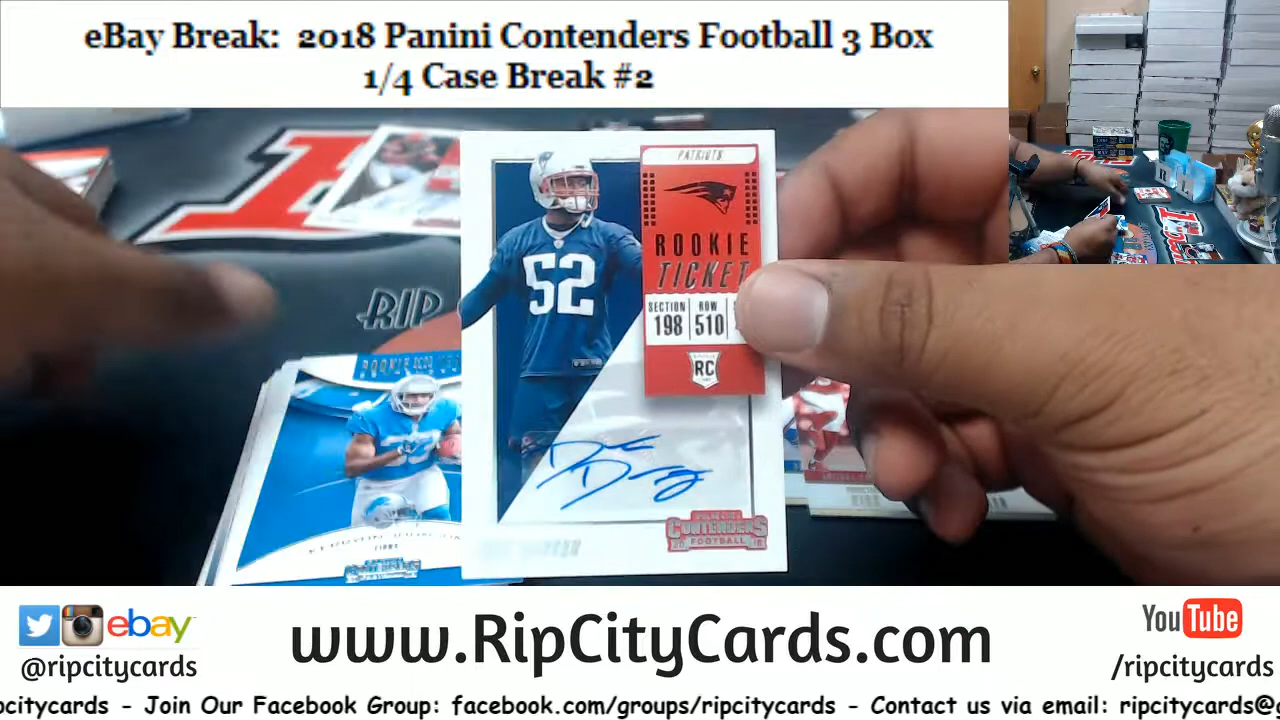 eBay Break: 2018 Panini Contenders Football 3 Box
1/4 Case Break #2
PATRIOTS
ROOKIE
TICKET
SECTION ROW
198 510
RC
52
CONTENDERS
FOOTBALL
RIP
ROOKIE
ebay
www.RipCityCards.com
YouTube
@ripcitycards
/ripcitycards
pcitycards - Join Our Facebook Group: facebook.com/groups/ripcitycards - Contact us via email: ripcitycards@g